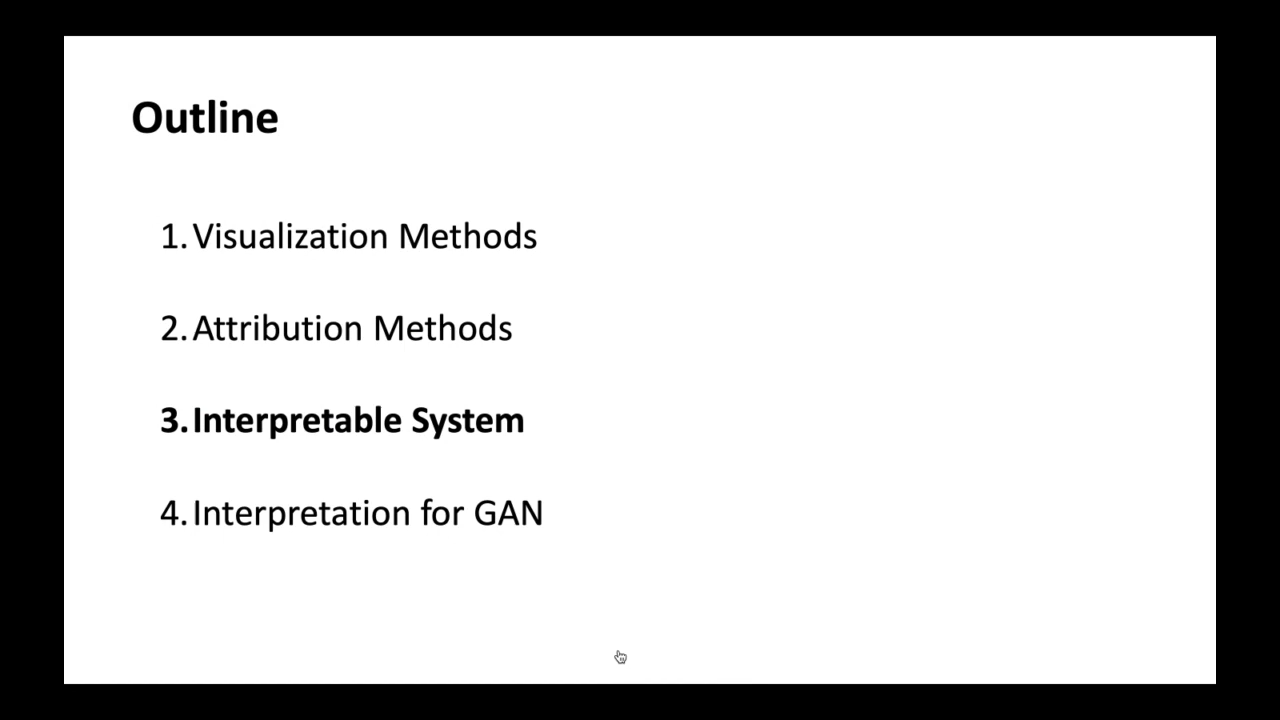 Outline
1. Visualization Methods
2. Attribution Methods
3. Interpretable System
4. Interpretation for GAN